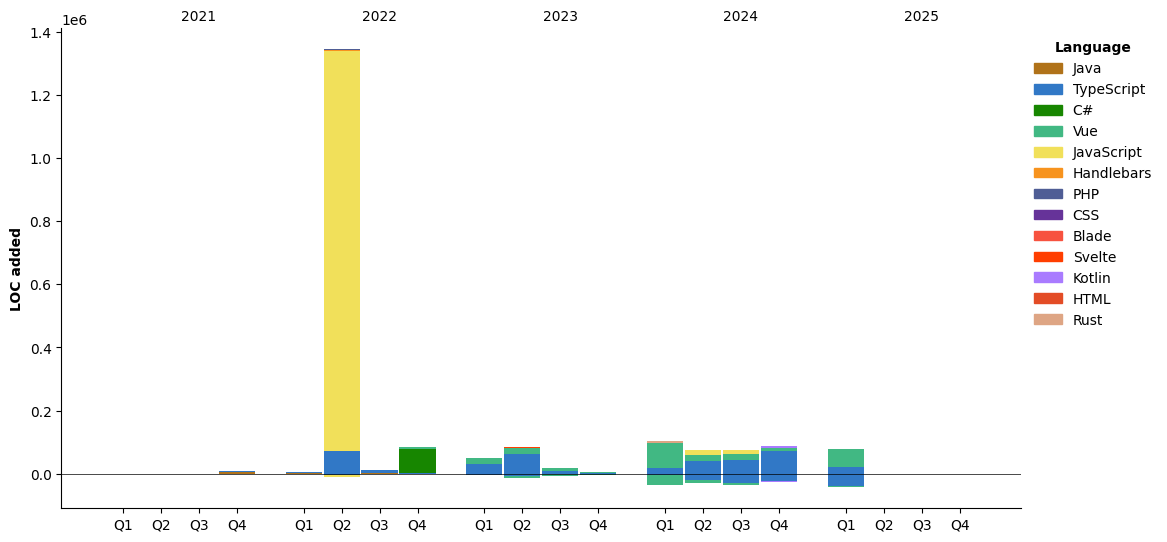 2021 2022 2023 2024 2025
1e6
1.4
1.2
1.0
0.8
0.6
0.4
0.2
0.0
LOC added
Q1 Q2 Q3 Q4 Q1 Q2 Q3 Q4 Q1 Q2 Q3 Q4 Q1 Q2 Q3 Q4 Q1 Q2 Q3 Q4
Language
Java
TypeScript
C#
Vue
JavaScript
Handlebars
PHP
CSS
Blade
Svelte
Kotlin
HTML
Rust